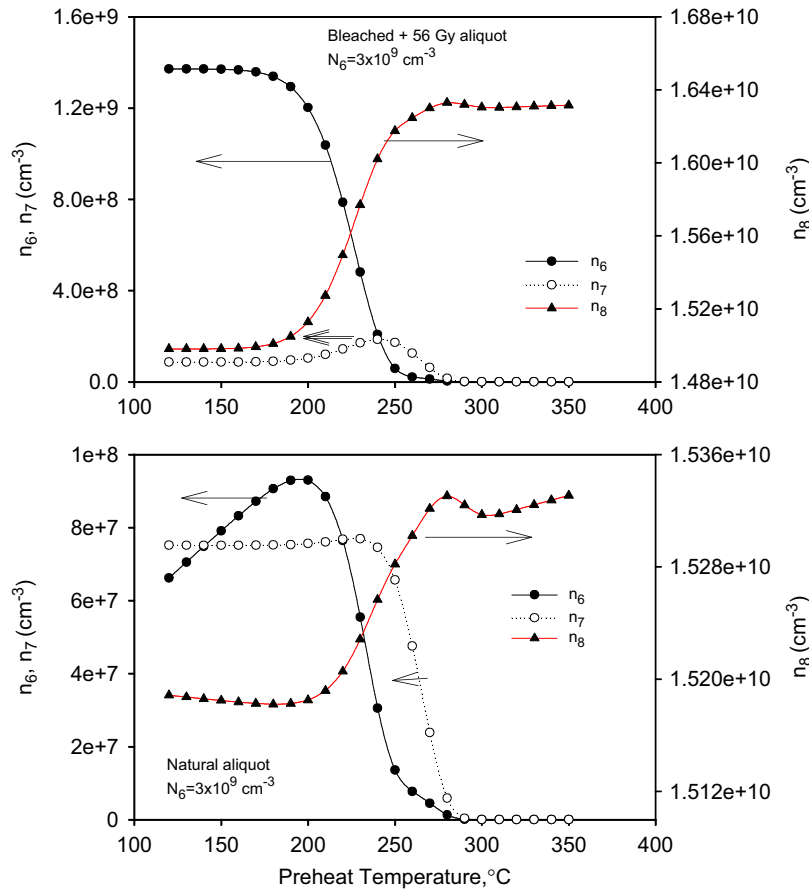 Bleached + 56 Gy aliquot
N₆=3x10⁹ cm⁻³
n₆, n₇ (cm⁻³)
1.6e+9
1.2e+9
8.0e+8
4.0e+8
0.0
1.68e+10
1.64e+10
1.60e+10
1.56e+10
1.52e+10
1.48e+10
n₈ (cm⁻³)
n₆
n₇
n₈
100 150 200 250 300 350 400
n₆, n₇ (cm⁻³)
1e+8
8e+7
6e+7
4e+7
2e+7
0
1.536e+10
1.528e+10
1.520e+10
1.512e+10
n₈ (cm⁻³)
n₆
n₇
n₈
Natural aliquot
N₆=3x10⁹ cm⁻³
100 150 200 250 300 350 400
Preheat Temperature,°C